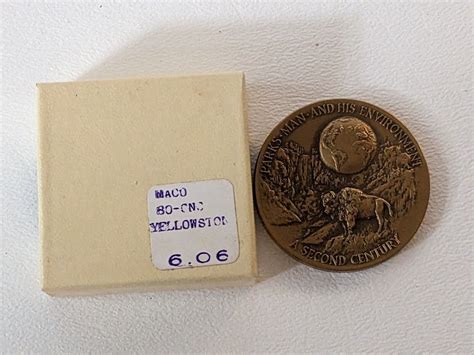 MACO
80-CNC
YELLOWSTON
6.06
PARKS · MAN · AND HIS ENVIRONMENT
A SECOND CENTURY